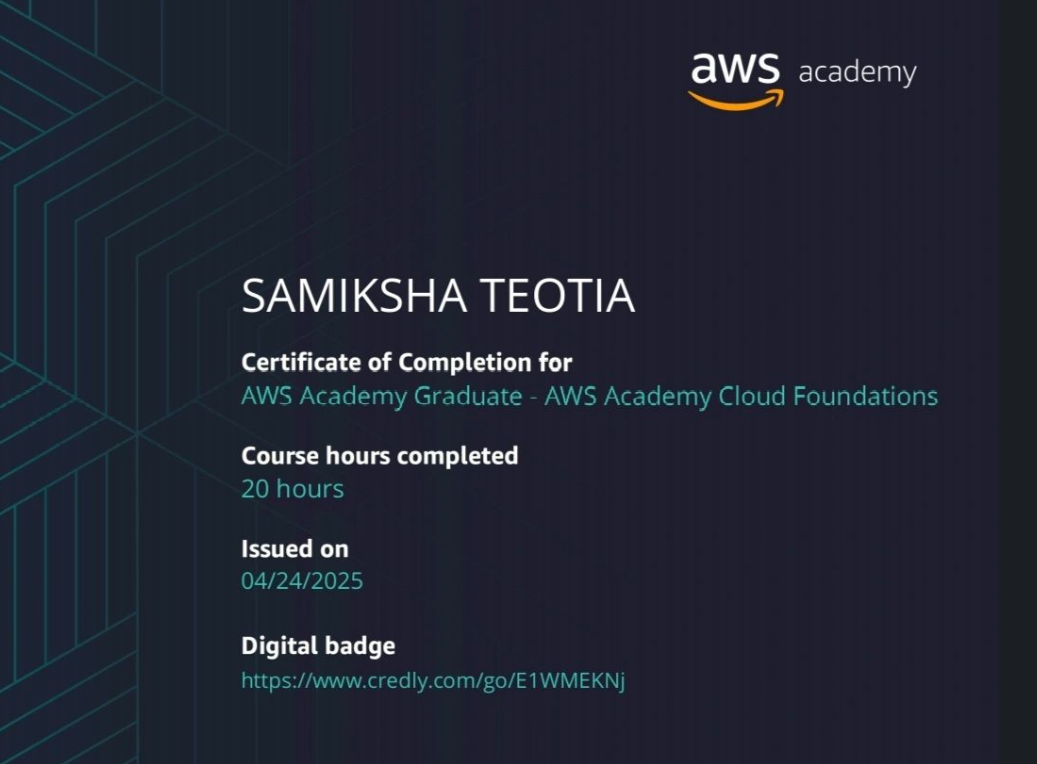 aws academy
SAMIKSHA TEOTIA
Certificate of Completion for
AWS Academy Graduate - AWS Academy Cloud Foundations
Course hours completed
20 hours
Issued on
04/24/2025
Digital badge
https://www.credly.com/go/E1WMEKNj